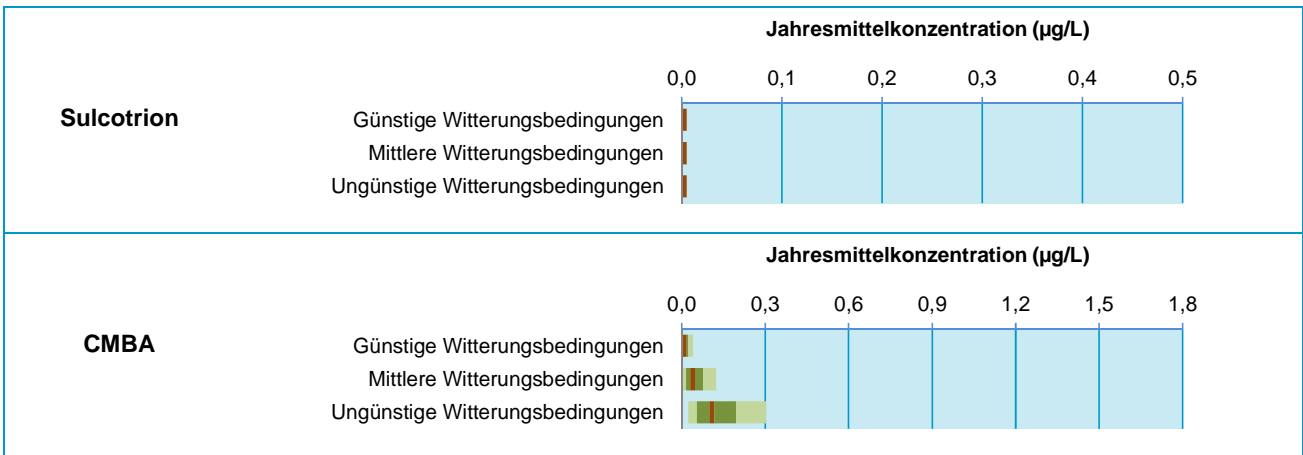 Jahresmittelkonzentration (µg/L)
0,0 0,1 0,2 0,3 0,4 0,5
Sulcotrion
Günstige Witterungsbedingungen
Mittlere Witterungsbedingungen
Ungünstige Witterungsbedingungen
Jahresmittelkonzentration (µg/L)
0,0 0,3 0,6 0,9 1,2 1,5 1,8
CMBA
Günstige Witterungsbedingungen
Mittlere Witterungsbedingungen
Ungünstige Witterungsbedingungen